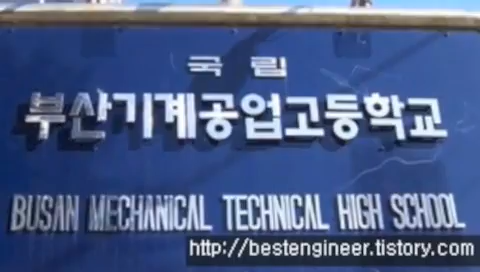 국 립
부산기계공업고등학교
BUSAN MECHANICAL TECHNICAL HIGH SCHOOL
http://bestengineer.tistory.com